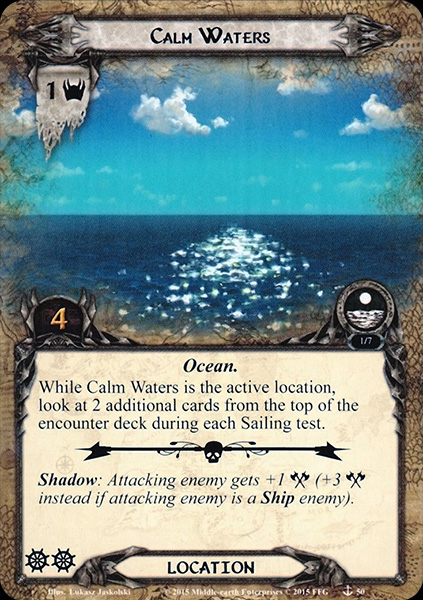 CALM WATERS
1
4
1/7
Ocean.
While Calm Waters is the active location,
look at 2 additional cards from the top of the
encounter deck during each Sailing test.
Shadow: Attacking enemy gets +1 (+3
instead if attacking enemy is a Ship enemy).
LOCATION
Illus. Lukasz Jaskolski © 2015 Middle-earth Enterprises © 2015 FFG 50